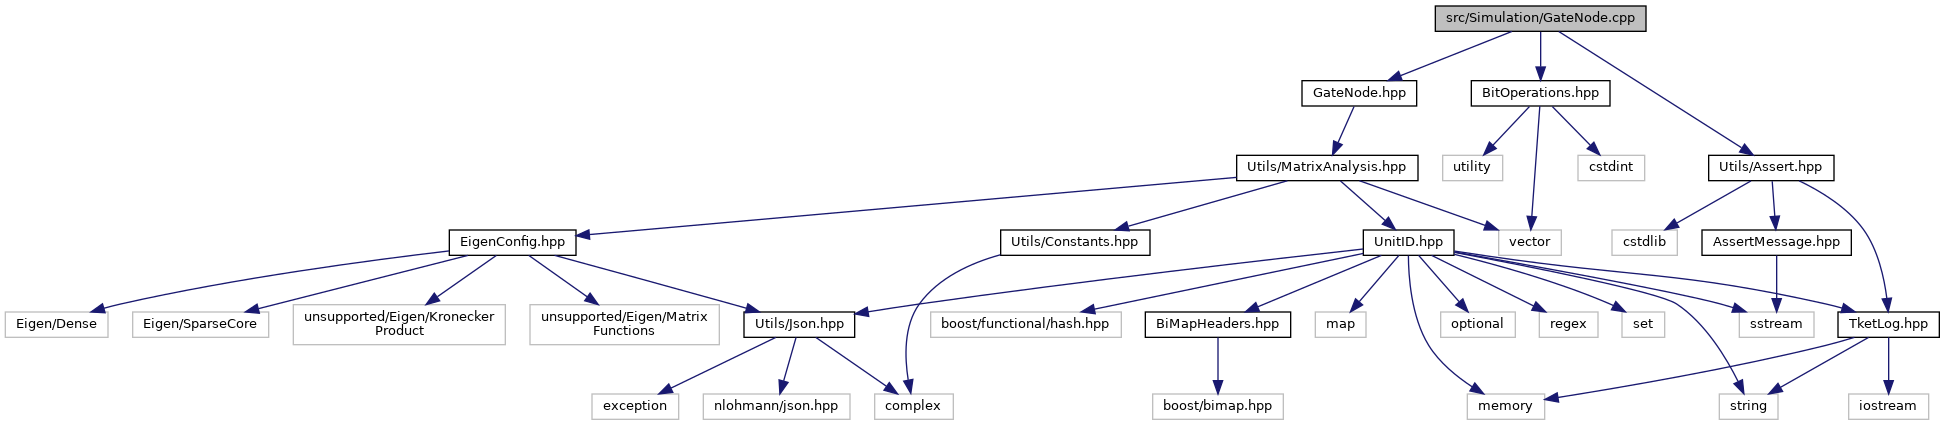 src/Simulation/GateNode.cpp
GateNode.hpp
BitOperations.hpp
Utils/MatrixAnalysis.hpp
utility
cstdint
Utils/Assert.hpp
EigenConfig.hpp
Utils/Constants.hpp
UnitID.hpp
vector
cstdlib
AssertMessage.hpp
Eigen/Dense
Eigen/SparseCore
unsupported/Eigen/Kronecker
Product
unsupported/Eigen/Matrix
Functions
Utils/Json.hpp
boost/functional/hash.hpp
BiMapHeaders.hpp
map
optional
regex
set
sstream
TketLog.hpp
exception
nlohmann/json.hpp
complex
boost/bimap.hpp
memory
string
iostream